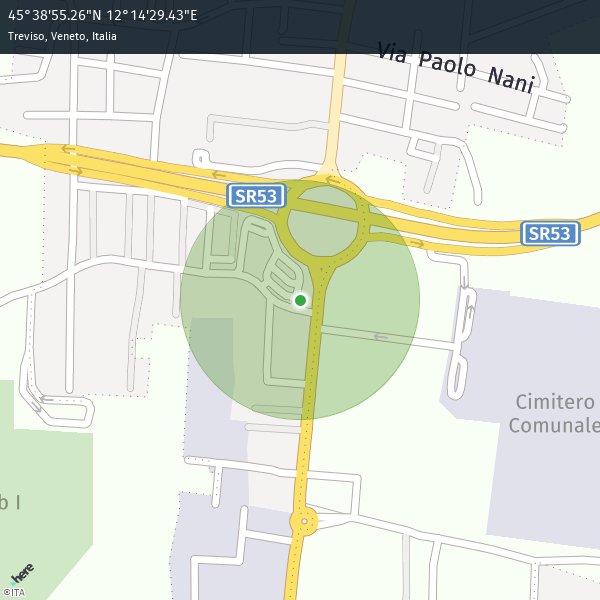 45°38'55.26"N 12°14'29.43"E
Treviso, Veneto, Italia
Via Paolo Nani
SR53
SR53
Cimitero
Comunale
b I
here
©ITA